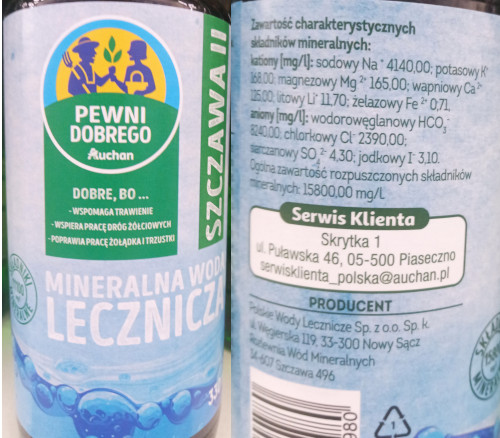 PEWNI
DOBREGO
Auchan
DOBRE, BO ...
- WSPOMAGA TRAWIENIE
- WSPIERA PRACĘ DRÓG ŻÓŁCIOWYCH
- POPRAWIA PRACĘ ŻOŁĄDKA I TRZUSTKI
SZCZAWA II
MINERALNA WODA
LECZNICZA
330
Zawartość charakterystycznych
składników mineralnych:
kationy [mg/l]: sodowy Na⁺ 4140,00; potasowy K⁺
168,00; magnezowy Mg²⁺ 165,00; wapniowy Ca²⁺
litowy Li⁺ 11,70; żelazowy Fe²⁺ 0,71,
aniony [mg/l]: wodorowęglanowy HCO₃⁻
8240,00; chlorkowy Cl⁻ 2390,00;
siarczanowy SO₄²⁻ 4,30; jodkowy I⁻ 3,10.
Ogólna zawartość rozpuszczonych składników
mineralnych: 15800,00 mg/L
Serwis Klienta
Skrytka 1
ul. Puławska 46, 05-500 Piaseczno
serwisklienta_polska@auchan.pl
PRODUCENT
Polskie Wody Lecznicze Sp. z o.o. Sp. k.
ul. Węgierska 119, 33-300 Nowy Sącz
Rozlewnia Wód Mineralnych
34-607 Szczawa 496
980